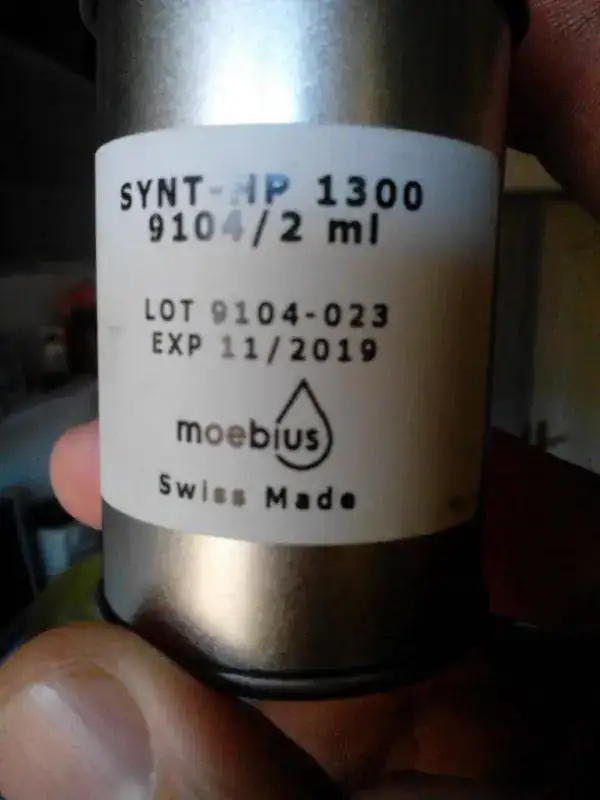 SYNT-HP 1300
9104/2 ml
LOT 9104-023
EXP 11/2019
moebius
Swiss Made